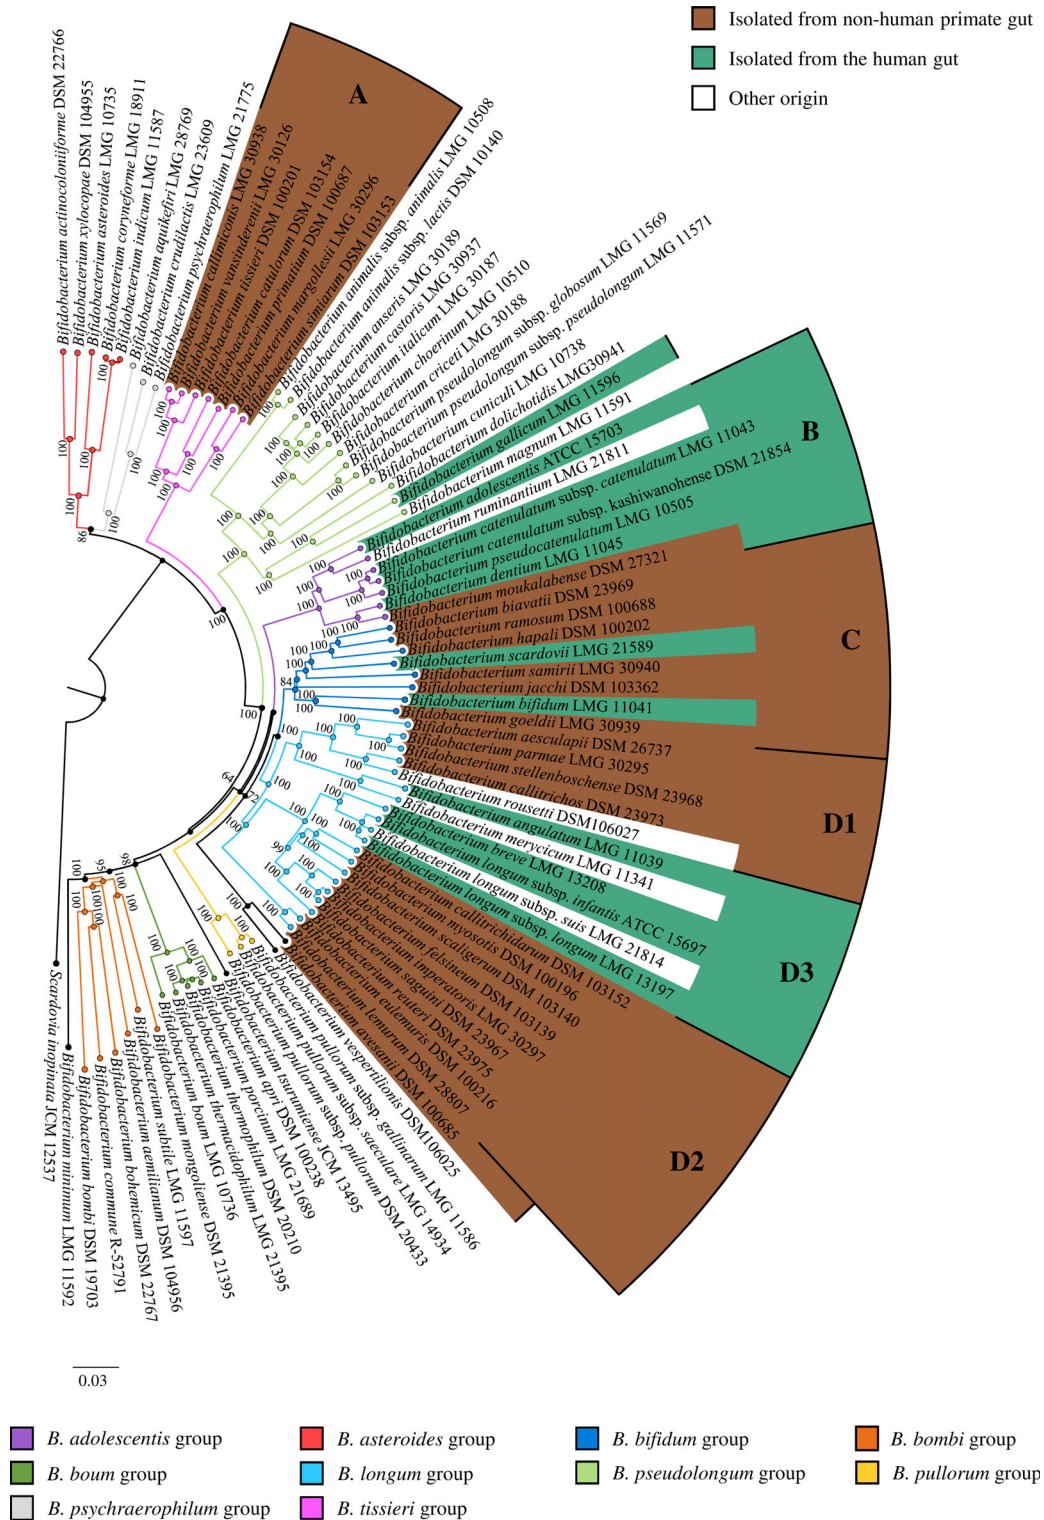 Isolated from non-human primate gut
Isolated from the human gut
Other origin
A
B
C
D1
D3
D2
Bifidobacterium actinocoloniiforme DSM 22766
Bifidobacterium xylocopae DSM 104955
Bifidobacterium asteroides LMG 10735
Bifidobacterium coryneforme LMG 18911
Bifidobacterium indicum LMG 11587
Bifidobacterium aquikefiri LMG 28769
Bifidobacterium crudilactis LMG 23609
Bifidobacterium psychraerophilum LMG 21775
Bifidobacterium callimiconis LMG 30938
Bifidobacterium vansinderenii LMG 30126
Bifidobacterium tissieri DSM 100201
Bifidobacterium catulorum DSM 103154
Bifidobacterium primatium DSM 100687
Bifidobacterium margollesii LMG 30296
Bifidobacterium simiarum DSM 103153
Bifidobacterium animalis subsp. animalis LMG 10508
Bifidobacterium animalis subsp. lactis DSM 10140
Bifidobacterium anseris LMG 30189
Bifidobacterium castoris LMG 30937
Bifidobacterium italicum LMG 30187
Bifidobacterium choerinum LMG 10510
Bifidobacterium criceti LMG 30188
Bifidobacterium pseudolongum subsp. globosum LMG 11569
Bifidobacterium pseudolongum subsp. pseudolongum LMG 11571
Bifidobacterium cuniculi LMG 10738
Bifidobacterium dolichotidis LMG30941
Bifidobacterium gallicum LMG 11596
Bifidobacterium magnum LMG 11591
Bifidobacterium adolescentis ATCC 15703
Bifidobacterium ruminantium LMG 21811
Bifidobacterium catenulatum subsp. catenulatum LMG 11043
Bifidobacterium catenulatum subsp. kashiwanohense DSM 21854
Bifidobacterium pseudocatenulatum LMG 10505
Bifidobacterium dentium LMG 11045
Bifidobacterium moukalabense DSM 27321
Bifidobacterium biavatii DSM 23969
Bifidobacterium ramosum DSM 100688
Bifidobacterium hapali DSM 100202
Bifidobacterium scardovii LMG 21589
Bifidobacterium samirii LMG 30940
Bifidobacterium jacchi DSM 103362
Bifidobacterium bifidum LMG 11041
Bifidobacterium goeldii LMG 30939
Bifidobacterium aesculapii DSM 26737
Bifidobacterium parmae LMG 30295
Bifidobacterium stellenboschense DSM 23968
Bifidobacterium callitrichos DSM 23973
Bifidobacterium rousetti DSM106027
Bifidobacterium angulatum LMG 11039
Bifidobacterium merycicum LMG 11341
Bifidobacterium breve LMG 13208
Bifidobacterium longum subsp. infantis ATCC 15697
Bifidobacterium longum subsp. suis LMG 21814
Bifidobacterium longum subsp. longum LMG 13197
Bifidobacterium callitrichidarum DSM 103152
Bifidobacterium myosotis DSM 100196
Bifidobacterium scaligerum DSM 103140
Bifidobacterium felsineum DSM 103139
Bifidobacterium imperatoris LMG 30297
Bifidobacterium saguini DSM 23967
Bifidobacterium reuteri DSM 23975
Bifidobacterium eulemuris DSM 100216
Bifidobacterium lemurum DSM 28807
Bifidobacterium avesanii DSM 100685
Bifidobacterium vespertilionis DSM106025
Bifidobacterium pullorum subsp. gallinarum LMG 11586
Bifidobacterium pullorum subsp. saeculare LMG 14934
Bifidobacterium pullorum subsp. pullorum DSM 20433
Bifidobacterium tsurumiense JCM 13495
Bifidobacterium apri DSM 100238
Bifidobacterium porcinum LMG 21689
Bifidobacterium thermophilum DSM 20210
Bifidobacterium thermacidophilum LMG 21395
Bifidobacterium boum LMG 10736
Bifidobacterium mongoliense DSM 21395
Bifidobacterium subtile LMG 11597
Bifidobacterium aemilianum DSM 104956
Bifidobacterium bohemicum DSM 22767
Bifidobacterium commune R-52791
Bifidobacterium bombi DSM 19703
Bifidobacterium minimum LMG 11592
Scardovia inopinata JCM 12537
86
84
64
72
99
98
95
100
0.03
B. adolescentis group
B. asteroides group
B. bifidum group
B. bombi group
B. boum group
B. longum group
B. pseudolongum group
B. pullorum group
B. psychraerophilum group
B. tissieri group